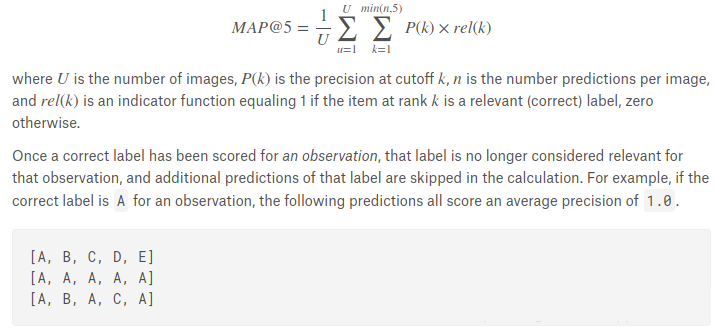 MAP@5 = \frac{1}{U} \sum_{u=1}^{U} \sum_{k=1}^{min(n,5)} P(k) × rel(k)
where U is the number of images, P(k) is the precision at cutoff k, n is the number predictions per image,
and rel(k) is an indicator function equaling 1 if the item at rank k is a relevant (correct) label, zero
otherwise.
Once a correct label has been scored for an observation, that label is no longer considered relevant for
that observation, and additional predictions of that label are skipped in the calculation. For example, if the
correct label is A for an observation, the following predictions all score an average precision of 1.0.
[A, B, C, D, E]
[A, A, A, A, A]
[A, B, A, C, A]